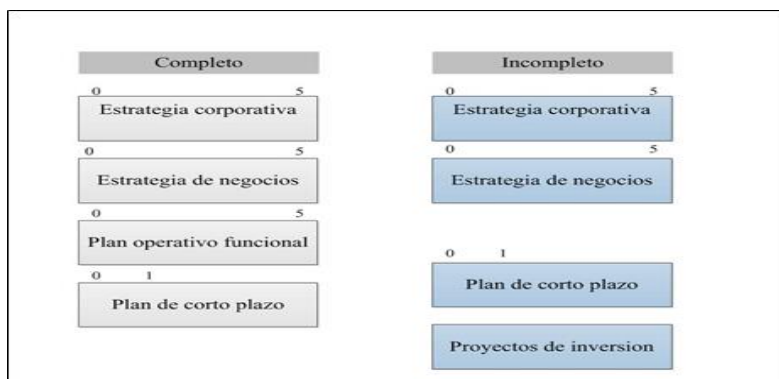 Completo
0 5
Estrategia corporativa
0 5
Estrategia de negocios
0 5
Plan operativo funcional
0 1
Plan de corto plazo
Incompleto
0 5
Estrategia corporativa
0 5
Estrategia de negocios
0 1
Plan de corto plazo
Proyectos de inversion